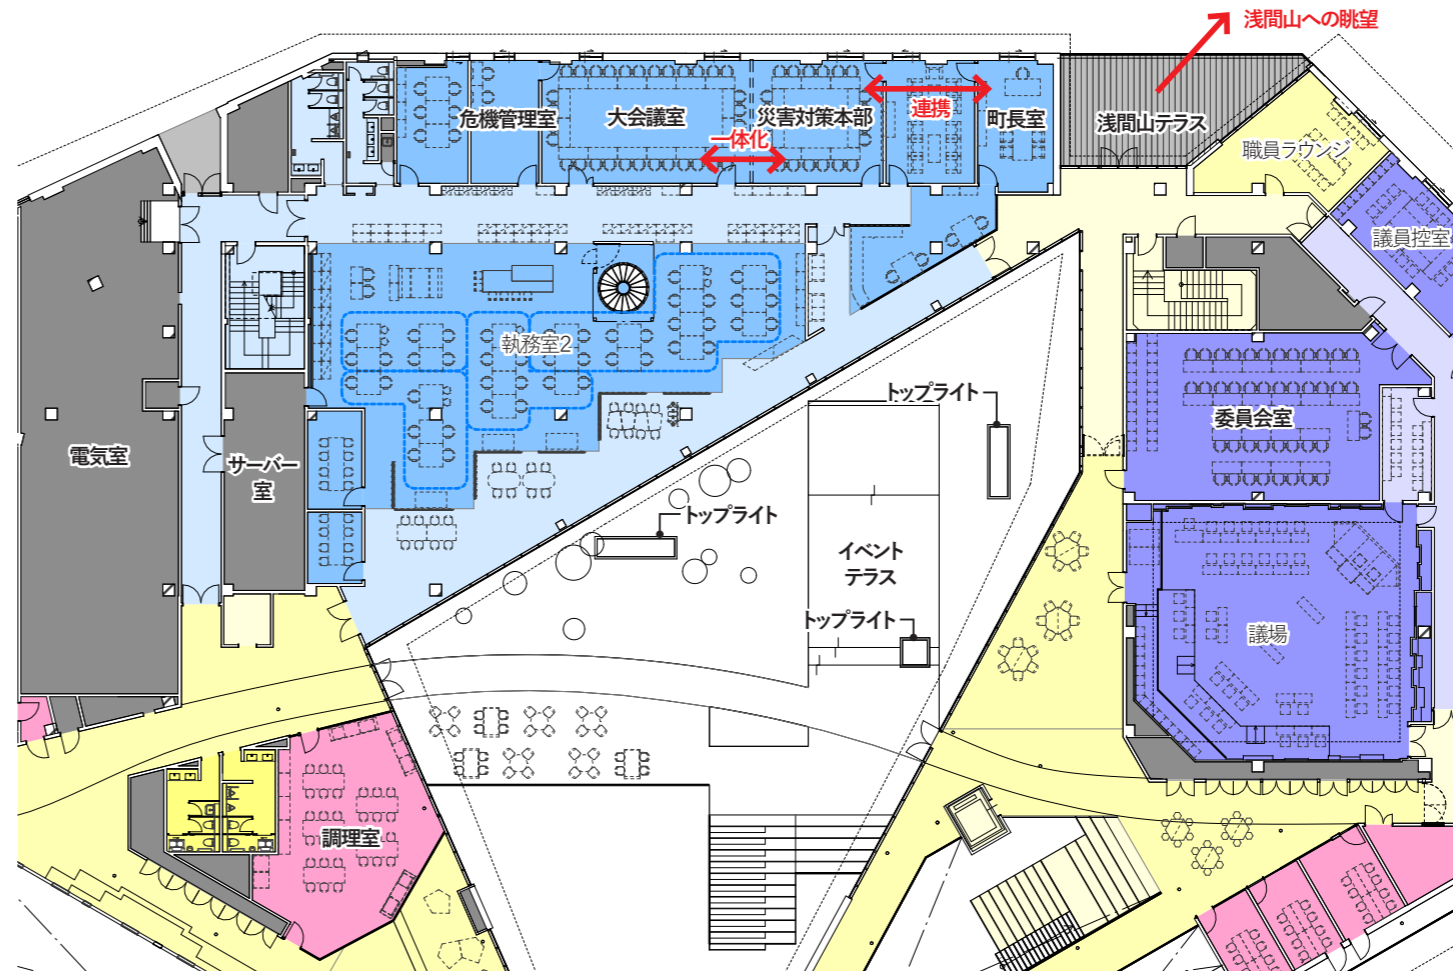 浅間山への眺望
危機管理室
大会議室
災害対策本部
連携
町長室
浅間山テラス
一体化
職員ラウンジ
議員控室
執務室2
トップライト
委員会室
電気室
サーバー
室
トップライト
イベント
テラス
トップライト
議場
調理室